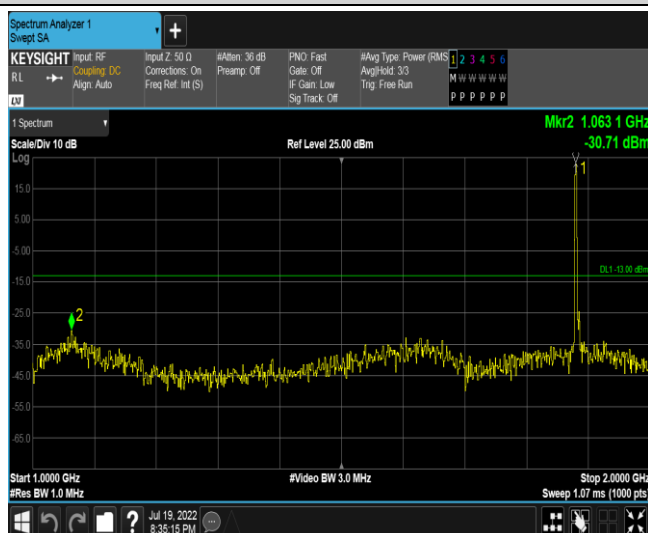 Spectrum Analyzer 1
Swept SA
+
KEYSIGHT
RL
LXI
Input: RF
Coupling: DC
Align: Auto
Input Z: 50 Ω
Corrections: On
Freq Ref: Int (S)
#Atten: 36 dB
Preamp: Off
PNO: Fast
Gate: Off
IF Gain: Low
Sig Track: Off
#Avg Type: Power (RMS
Avg|Hold: 3/3
Trig: Free Run
1 2 3 4 5 6
M W W W W W
P P P P P P
1 Spectrum
Scale/Div 10 dB
Ref Level 25.00 dBm
Mkr2 1.063 1 GHz
-30.71 dBm
Log
15.0
5.00
-5.00
-15.0
-25.0
-35.0
-45.0
-55.0
-65.0
1
2
DL1 -13.00 dBm
Start 1.0000 GHz
#Res BW 1.0 MHz
#Video BW 3.0 MHz
Stop 2.0000 GHz
Sweep 1.07 ms (1000 pts)
?
Jul 19, 2022
8:35:15 PM